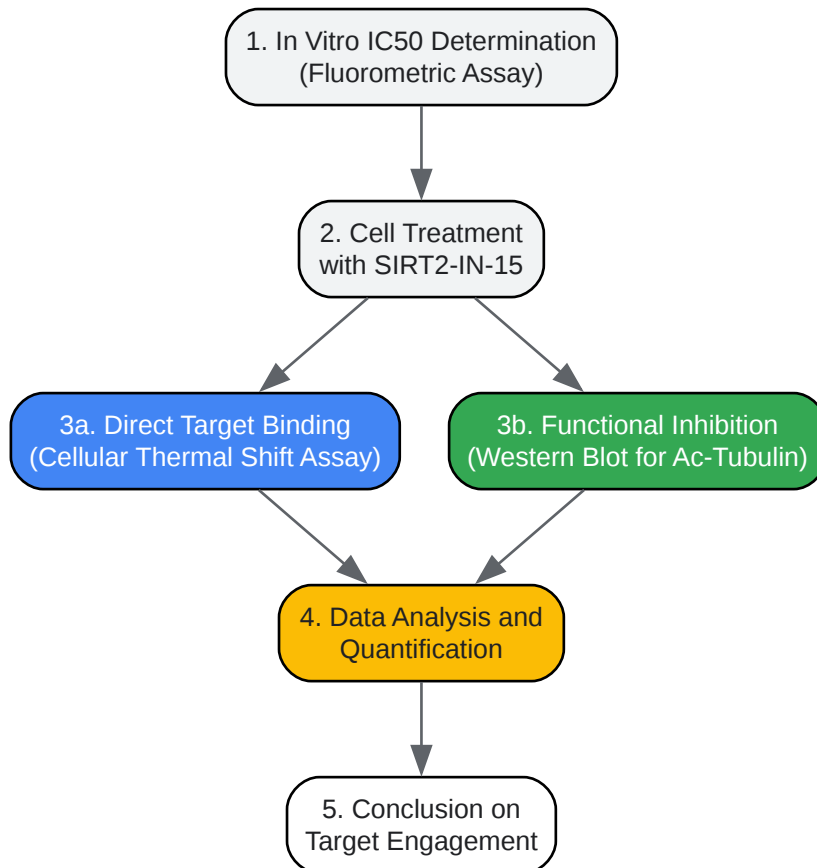 1. In Vitro IC50 Determination
(Fluorometric Assay)
2. Cell Treatment
with SIRT2-IN-15
3a. Direct Target Binding
(Cellular Thermal Shift Assay)
3b. Functional Inhibition
(Western Blot for Ac-Tubulin)
4. Data Analysis and
Quantification
5. Conclusion on
Target Engagement